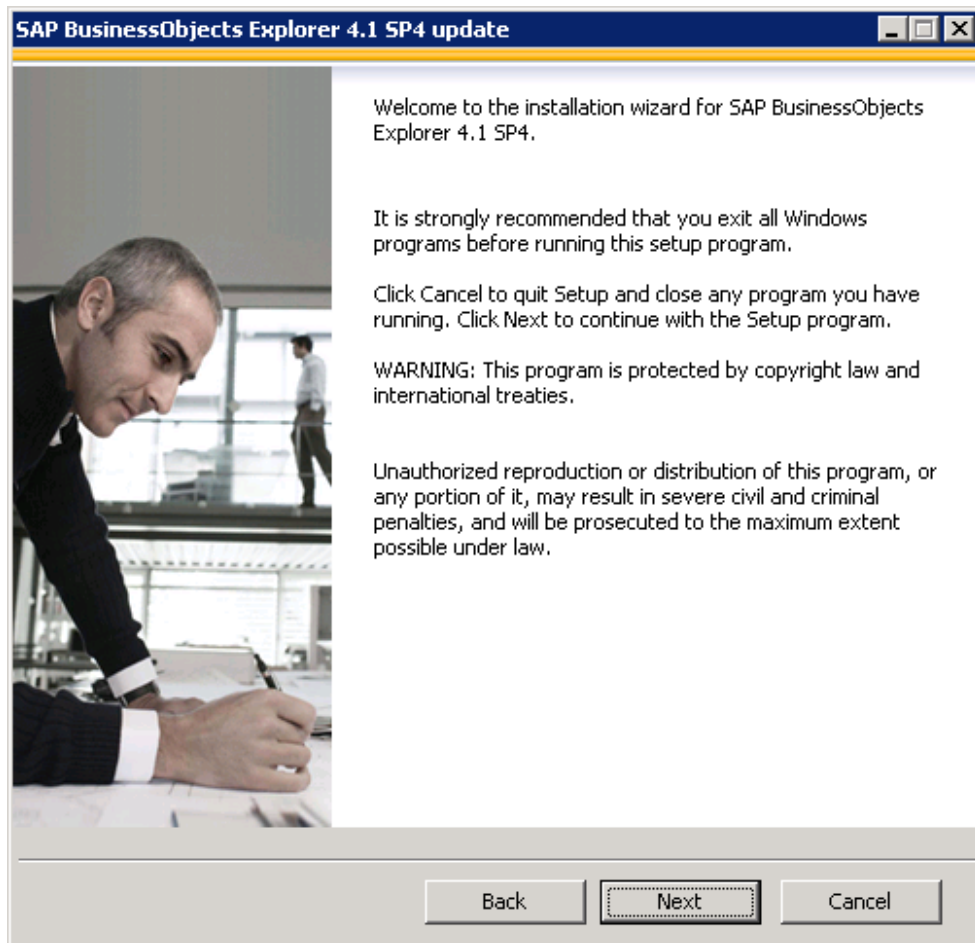 SAP BusinessObjects Explorer 4.1 SP4 update
Welcome to the installation wizard for SAP BusinessObjects
Explorer 4.1 SP4.
It is strongly recommended that you exit all Windows
programs before running this setup program.
Click Cancel to quit Setup and close any program you have
running. Click Next to continue with the Setup program.
WARNING: This program is protected by copyright law and
international treaties.
Unauthorized reproduction or distribution of this program, or
any portion of it, may result in severe civil and criminal
penalties, and will be prosecuted to the maximum extent
possible under law.
Back
Next
Cancel